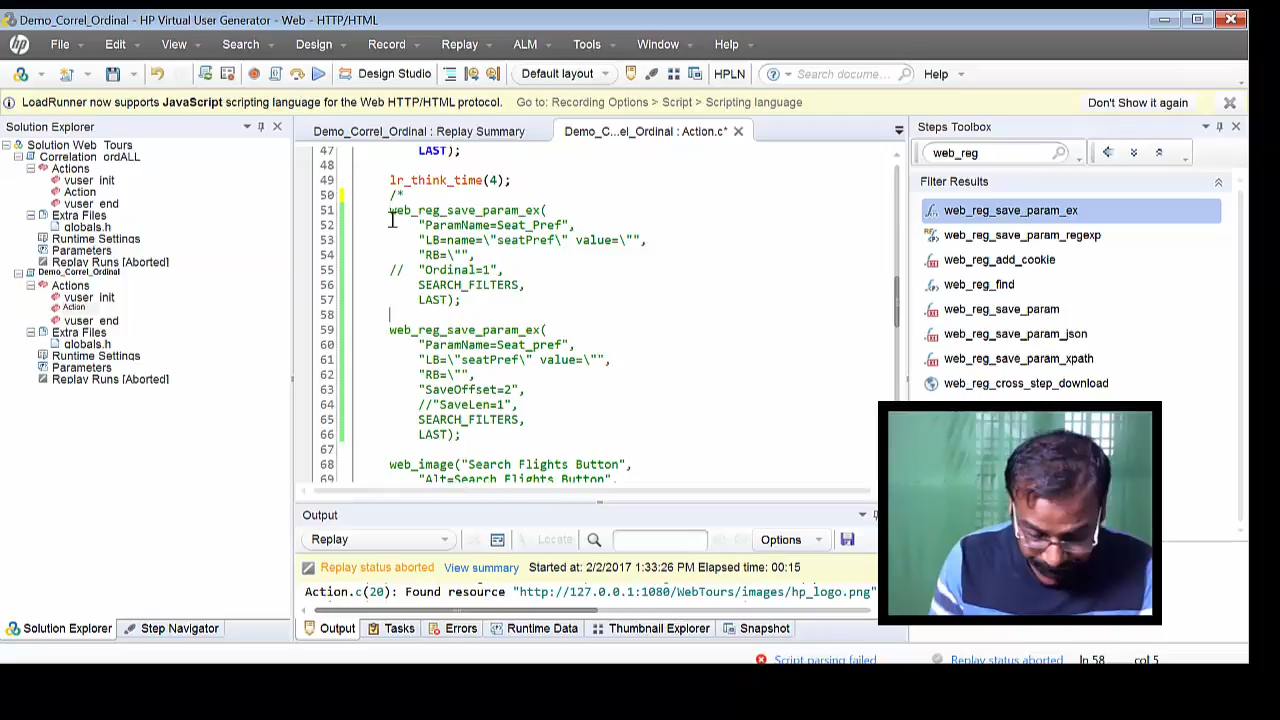 Demo_Correl_Ordinal - HP Virtual User Generator - Web - HTTP/HTML
hp File Edit View Search Design Record Replay ALM Tools Window Help
Design Studio Default layout HPLN Search docume... Help
LoadRunner now supports JavaScript scripting language for the Web HTTP/HTML protocol. Go to: Recording Options > Script > Scripting language Don't Show it again
Solution Explorer
Solution Web_Tours
Correlation_ordALL
Actions
vuser_init
Action
vuser_end
Extra Files
globals.h
Runtime Settings
Parameters
Replay Runs [Aborted]
Demo_Correl_Ordinal
Actions
vuser_init
Action
vuser_end
Extra Files
globals.h
Runtime Settings
Parameters
Replay Runs [Aborted]
Solution Explorer Step Navigator
Demo_Correl_Ordinal : Replay Summary Demo_C...el_Ordinal : Action.c*
47 LAST);
48
49 lr_think_time(4);
50 /*
51 web_reg_save_param_ex(
52 "ParamName=Seat_Pref",
53 "LB=name=\"seatPref\" value=\"",
54 "RB=\"",
55 // "Ordinal=1",
56 SEARCH_FILTERS,
57 LAST);
58
59 web_reg_save_param_ex(
60 "ParamName=Seat_pref",
61 "LB=\"seatPref\" value=\"",
62 "RB=\"",
63 "SaveOffset=2",
64 //"SaveLen=1",
65 SEARCH_FILTERS,
66 LAST);
67
68 web_image("Search Flights Button",
69 "Alt=Search Flights Button",
Output
Replay Locate Options
Replay status aborted View summary Started at: 2/2/2017 1:33:26 PM Elapsed time: 00:15
Action.c(20): Found resource "http://127.0.0.1:1080/WebTours/images/hp_logo.png"
Output Tasks Errors Runtime Data Thumbnail Explorer Snapshot
Steps Toolbox
web_reg
Filter Results
web_reg_save_param_ex
web_reg_save_param_regexp
web_reg_add_cookie
web_reg_find
web_reg_save_param
web_reg_save_param_json
web_reg_save_param_xpath
web_reg_cross_step_download
Script parsing failed Replay status aborted ln 58 col 5